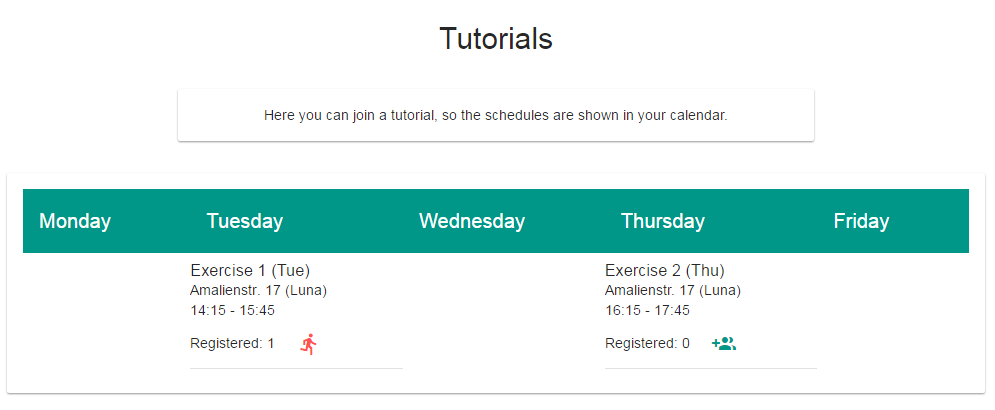 Tutorials
Here you can join a tutorial, so the schedules are shown in your calendar.
Monday Tuesday Wednesday Thursday Friday
Exercise 1 (Tue)
Amalienstr. 17 (Luna)
14:15 - 15:45
Registered: 1
Exercise 2 (Thu)
Amalienstr. 17 (Luna)
16:15 - 17:45
Registered: 0